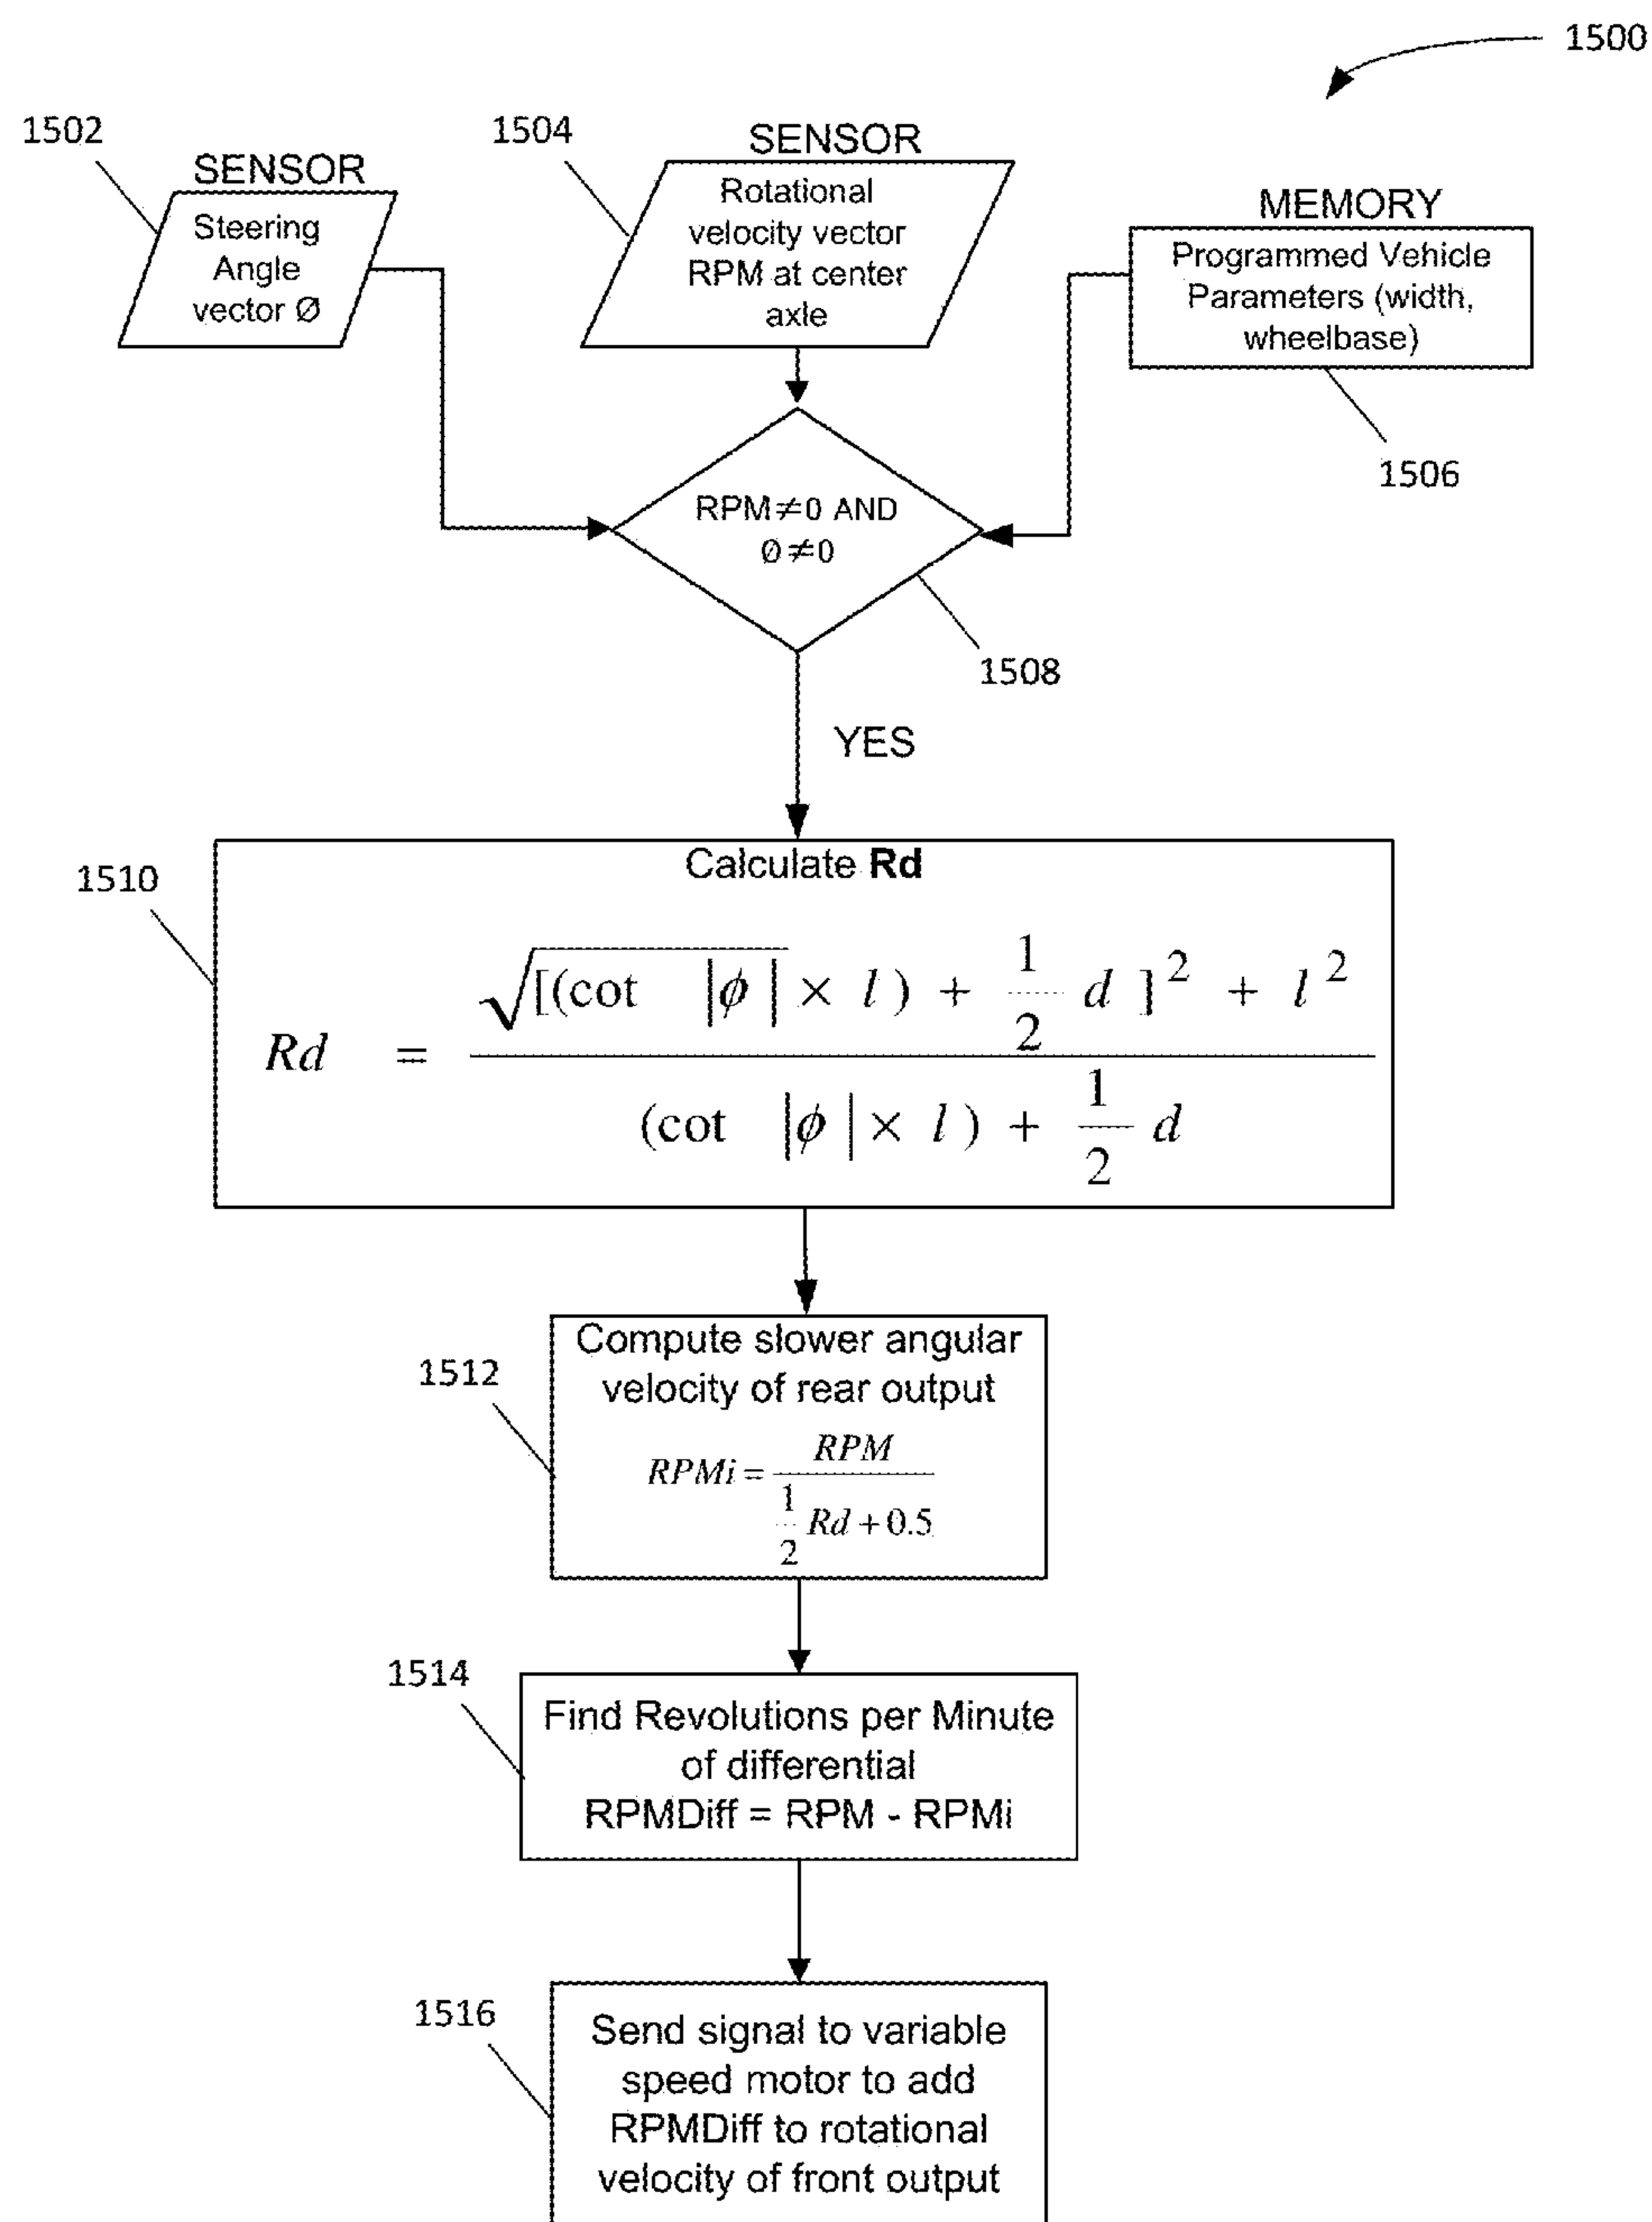 1500
1502
SENSOR
Steering
Angle
vector Ø
1504
SENSOR
Rotational
velocity vector
RPM at center
axle
MEMORY
Programmed Vehicle
Parameters (width,
wheelbase)
1506
RPM≠0 AND
Ø≠0
1508
YES
1510
Calculate Rd
Rd = √[(cot |ϕ| × l) + 1/2 d]² + l² / (cot |ϕ| × l) + 1/2 d
1512
Compute slower angular
velocity of rear output
RPMi = RPM / 1/2 Rd + 0.5
1514
Find Revolutions per Minute
of differential
RPMDiff = RPM - RPMi
1516
Send signal to variable
speed motor to add
RPMDiff to rotational
velocity of front output